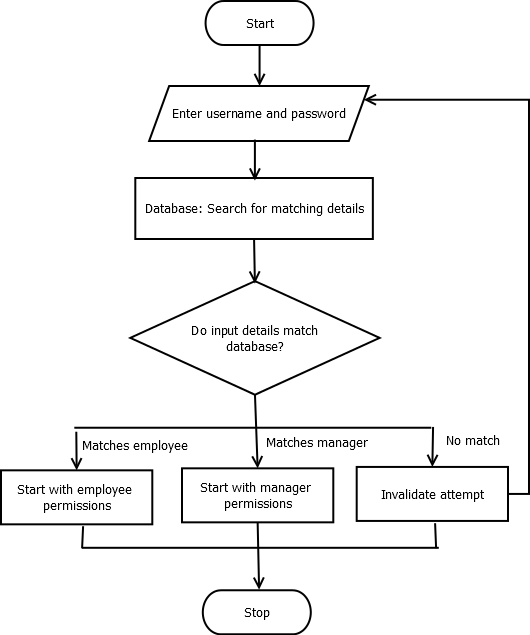 Start
Enter username and password
Database: Search for matching details
Do input details match
database?
Matches employee
Matches manager
No match
Start with employee
permissions
Start with manager
permissions
Invalidate attempt
Stop